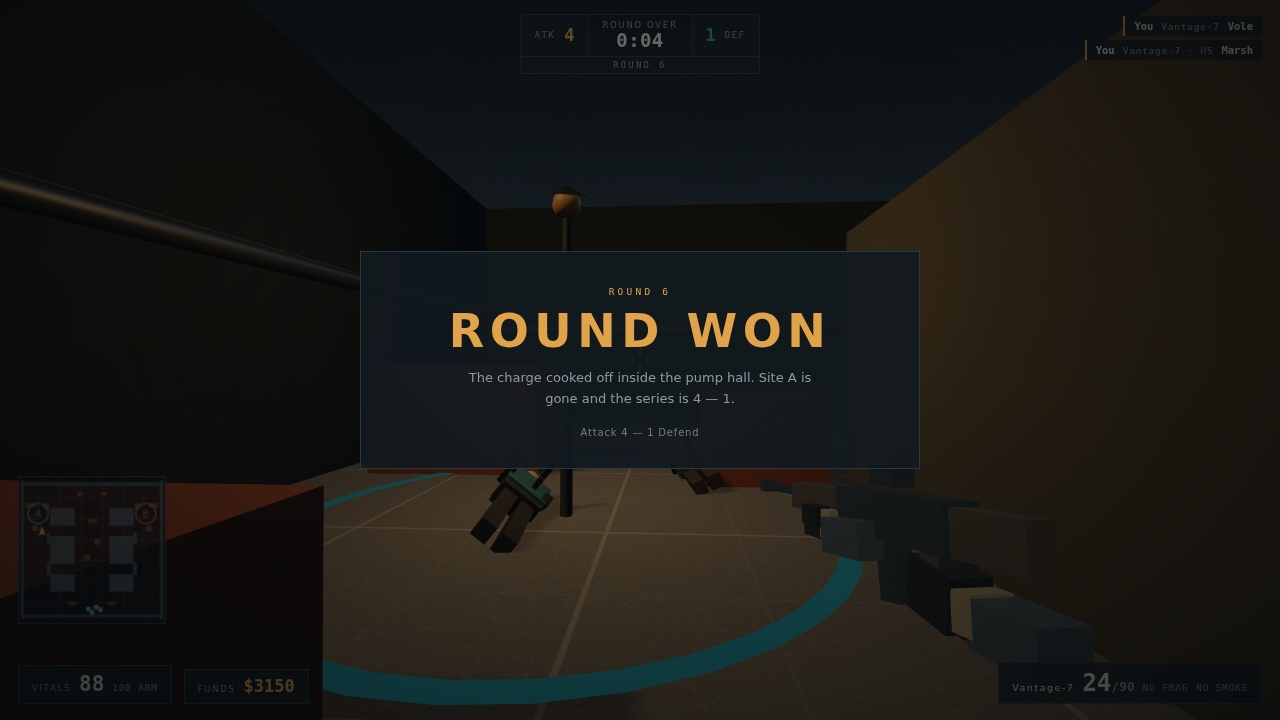 ATK 4
ROUND OVER
0:04
1 DEF
ROUND 6
You Vantage-7 Vole
You Vantage-7 · HS Marsh
ROUND 6
ROUND WON
The charge cooked off inside the pump hall. Site A is
gone and the series is 4 — 1.
Attack 4 — 1 Defend
A
B
VITALS 88 100 ARM
FUNDS $3150
Vantage-7 24/90 NO FRAG NO SMOKE